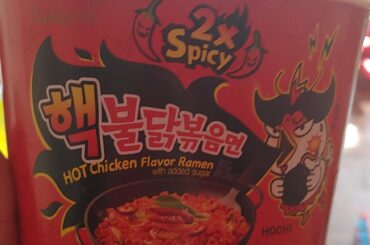 2x
Spicy
핵불닭볶음면
HOT Chicken Flavor Ramen
with added sugar
HOCHI